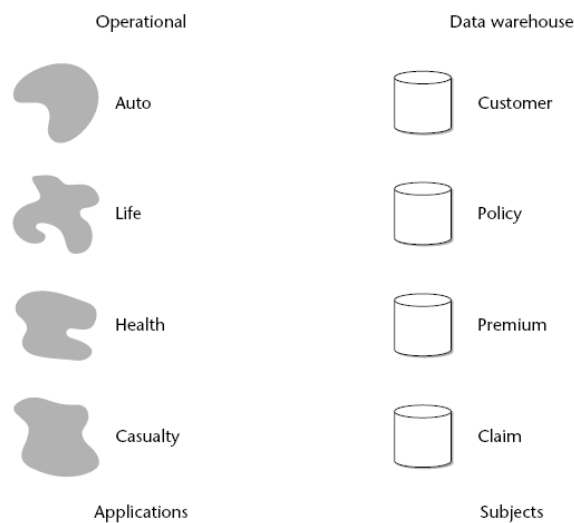 Operational
Data warehouse
Auto
Customer
Life
Policy
Health
Premium
Casualty
Claim
Applications
Subjects